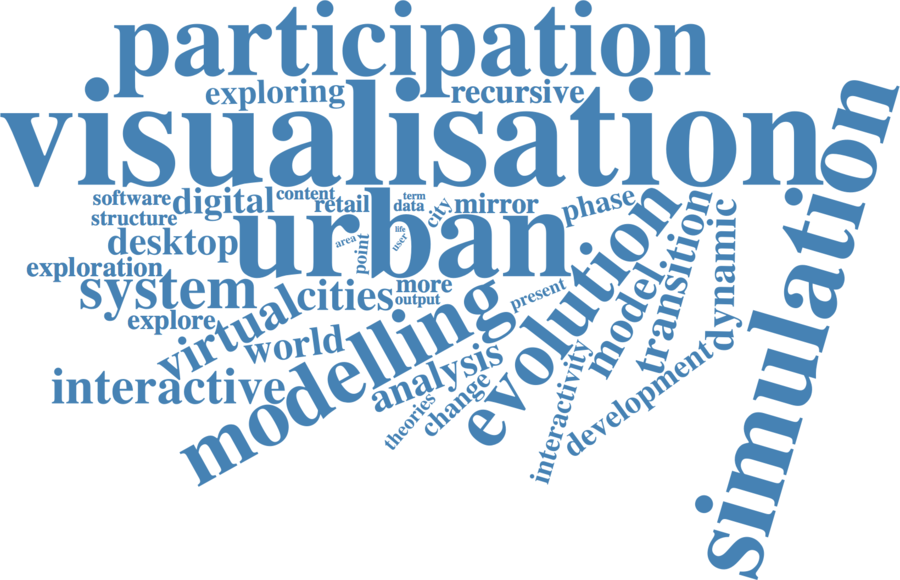 participation
exploring
recursive
visualisation
simulation
software
digital
content
retail
term
data
city
mirror
phase
structure
urban
desktop
area
point
life
user
exploration
system
virtual
cities
more
output
present
evolution
model
transition
dynamic
explore
world
modelling
interactive
analysis
change
theories
interactivity
development